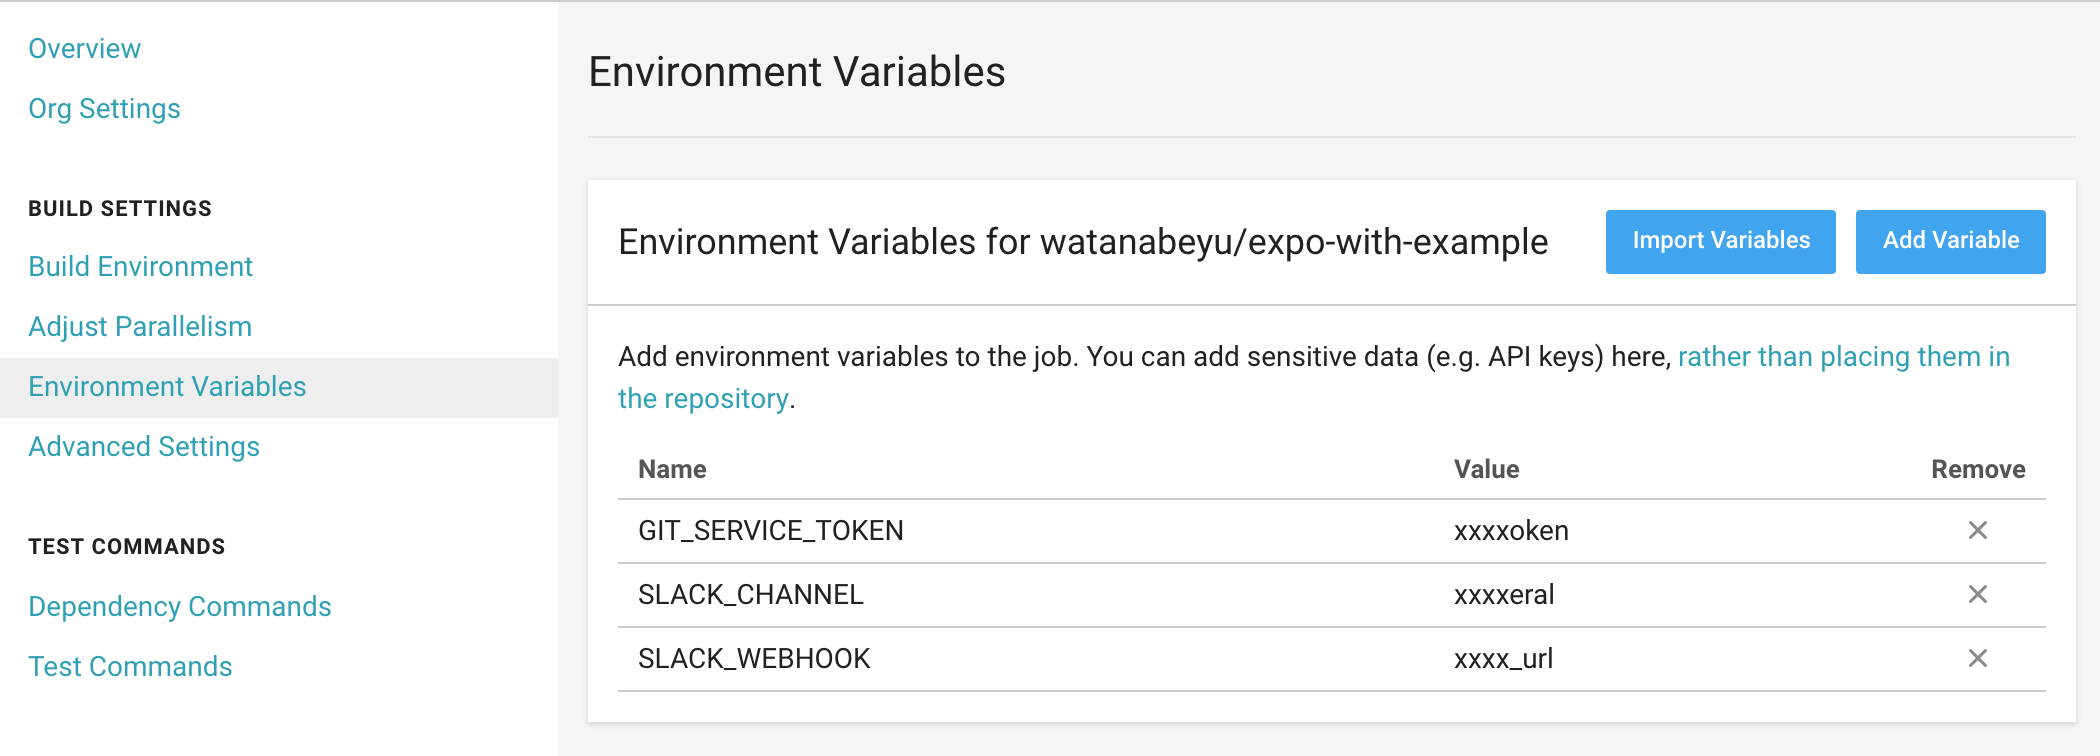 Overview
Org Settings
BUILD SETTINGS
Build Environment
Adjust Parallelism
Environment Variables
Advanced Settings
TEST COMMANDS
Dependency Commands
Test Commands
Environment Variables
Environment Variables for watanabeyu/expo-with-example
Import Variables
Add Variable
Add environment variables to the job. You can add sensitive data (e.g. API keys) here, rather than placing them in
the repository.
Name Value Remove
GIT_SERVICE_TOKEN xxxxoken
SLACK_CHANNEL xxxxeral
SLACK_WEBHOOK xxxx_url